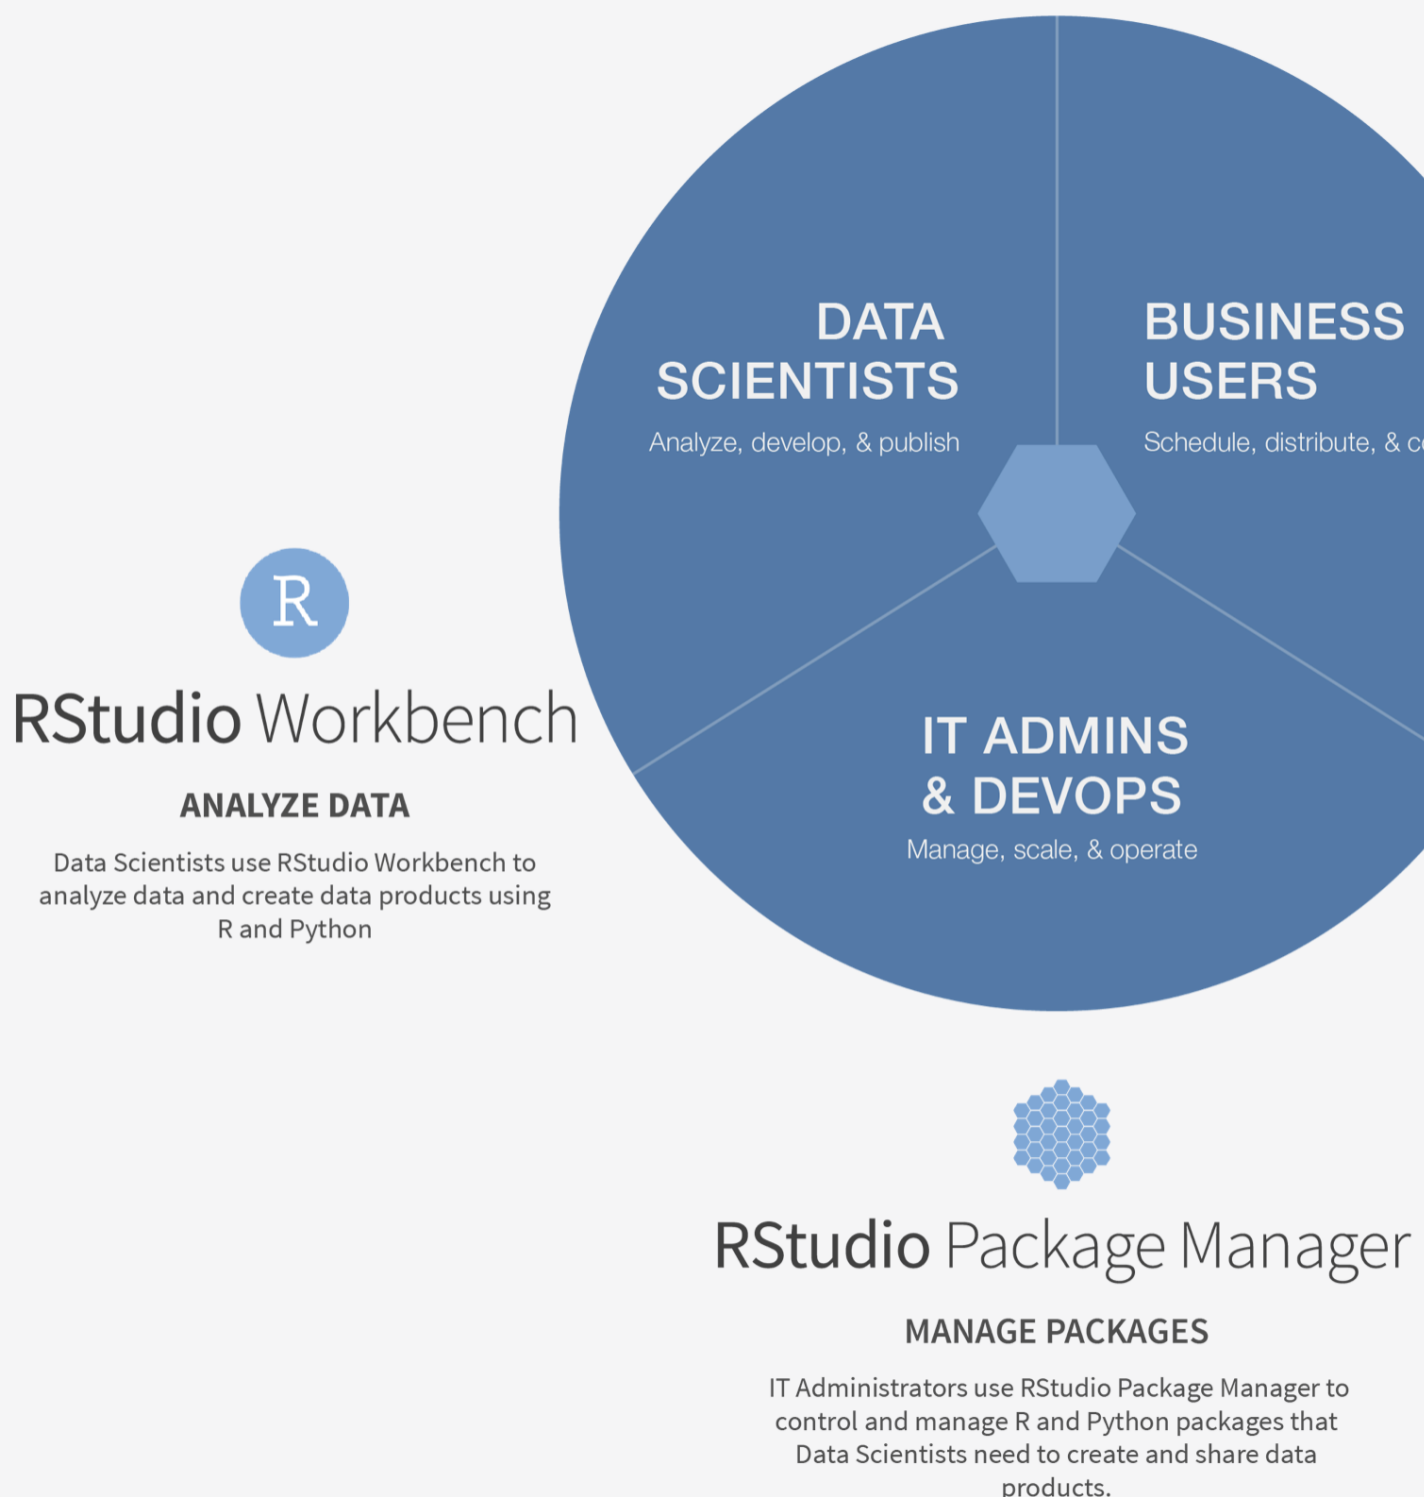 DATA
SCIENTISTS
Analyze, develop, & publish
BUSINESS
USERS
Schedule, distribute, &
R
RStudio Workbench
ANALYZE DATA
Data Scientists use RStudio Workbench to
analyze data and create data products using
R and Python
IT ADMINS
& DEVOPS
Manage, scale, & operate
RStudio Package Manager
MANAGE PACKAGES
IT Administrators use RStudio Package Manager to
control and manage R and Python packages that
Data Scientists need to create and share data
products.